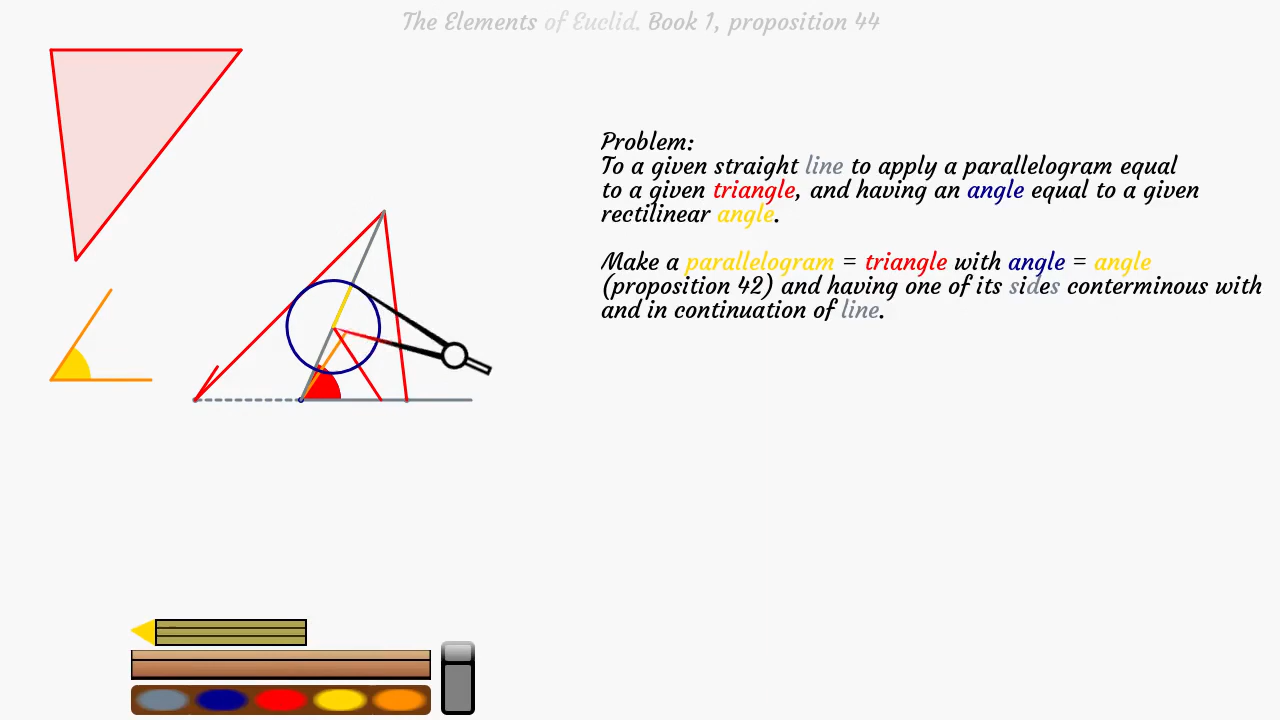 The Elements of Euclid. Book 1, proposition 44
Problem:
To a given straight line to apply a parallelogram equal
to a given triangle, and having an angle equal to a given
rectilinear angle.
Make a parallelogram = triangle with angle = angle
(proposition 42) and having one of its sides conterminous with
and in continuation of line.